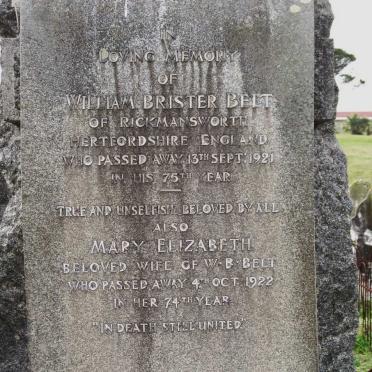 IN
LOVING MEMORY
OF
WILLIAM BRISTER BELT
OF RICKMANSWORTH
HERTFORDSHIRE ENGLAND
WHO PASSED AWAY 13TH SEPT. 1921
IN HIS 75TH YEAR
TRUE AND UNSELFISH, BELOVED BY ALL
ALSO
MARY ELIZABETH
BELOVED WIFE OF W·B·BELT
WHO PASSED AWAY 4TH OCT. 1922
IN HER 74TH YEAR
"IN DEATH STILL UNITED."